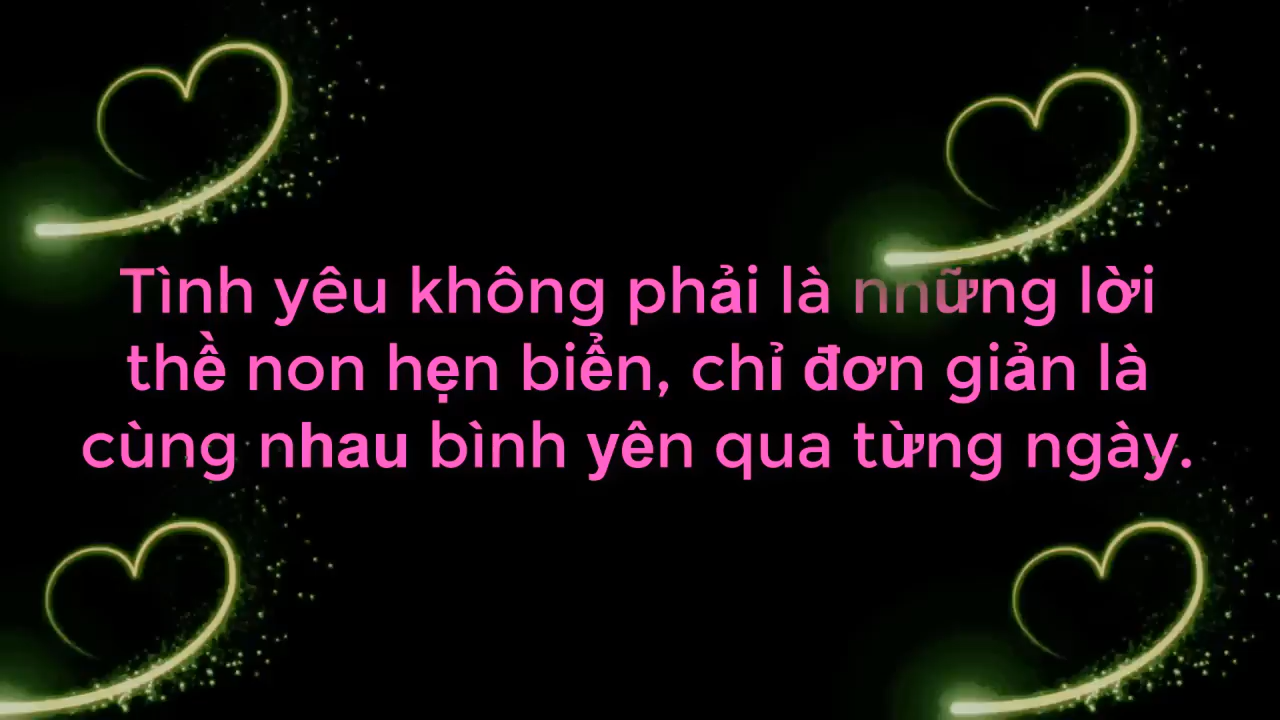 Tình yêu không phải là những lời
thề non hẹn biển, chỉ đơn giản là
cùng nhau bình yên qua từng ngày.